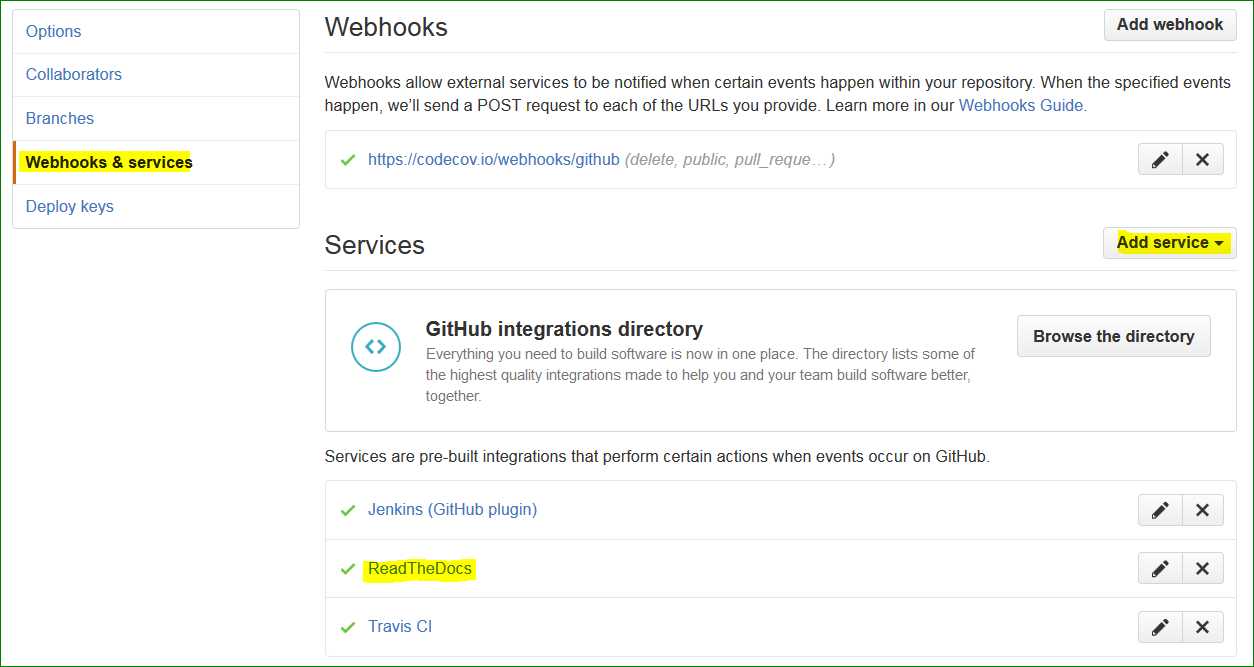 Options
Collaborators
Branches
Webhooks & services
Deploy keys
Webhooks
Add webhook
Webhooks allow external services to be notified when certain events happen within your repository. When the specified events
happen, we’ll send a POST request to each of the URLs you provide. Learn more in our Webhooks Guide.
https://codecov.io/webhooks/github (delete, public, pull_reque…)
Services
Add service
GitHub integrations directory
Everything you need to build software is now in one place. The directory lists some of
the highest quality integrations made to help you and your team build software better,
together.
Browse the directory
Services are pre-built integrations that perform certain actions when events occur on GitHub.
Jenkins (GitHub plugin)
ReadTheDocs
Travis CI